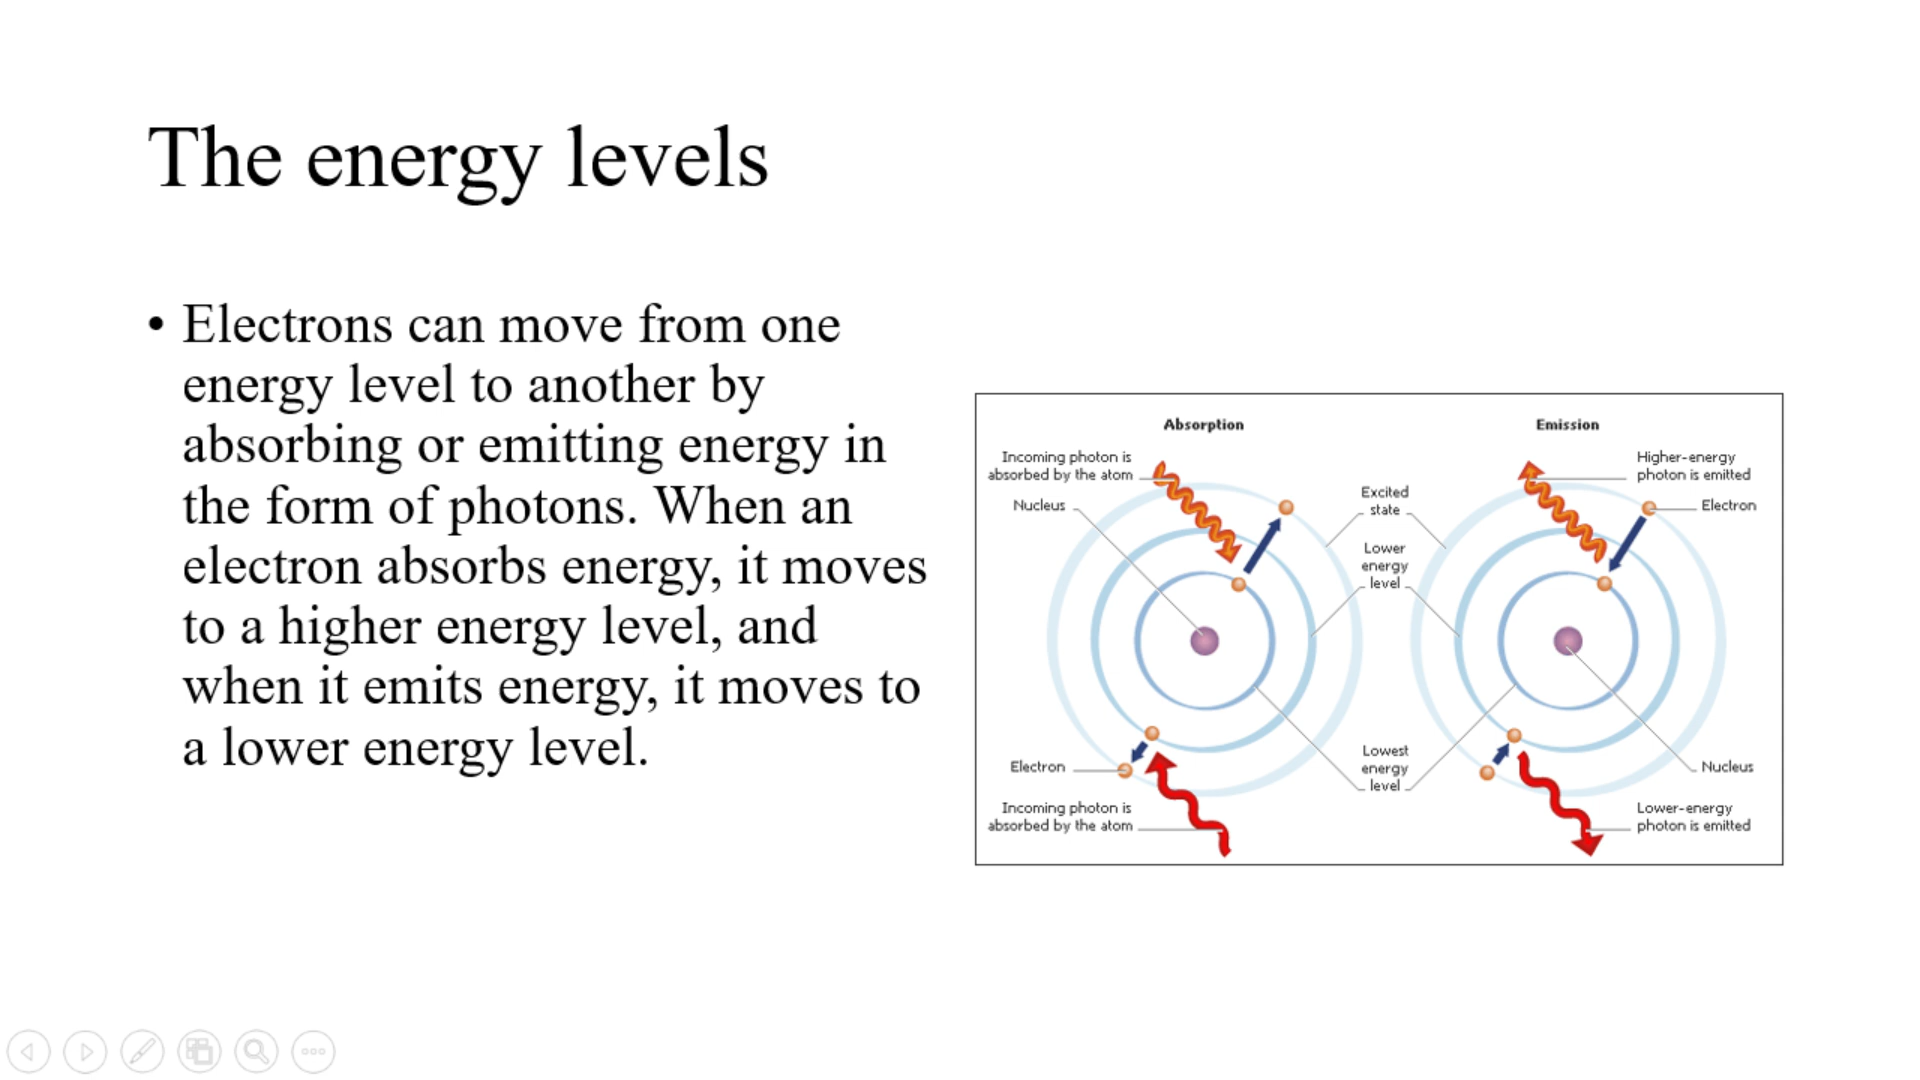 The energy levels
• Electrons can move from one
energy level to another by
absorbing or emitting energy in
the form of photons. When an
electron absorbs energy, it moves
to a higher energy level, and
when it emits energy, it moves to
a lower energy level.
Absorption
Incoming photon is
absorbed by the atom
Nucleus
Electron
Incoming photon is
absorbed by the atom
Excited
state
Lower
energy
level
Lowest
energy
level
Emission
Higher-energy
photon is emitted
Electron
Nucleus
Lower-energy
photon is emitted